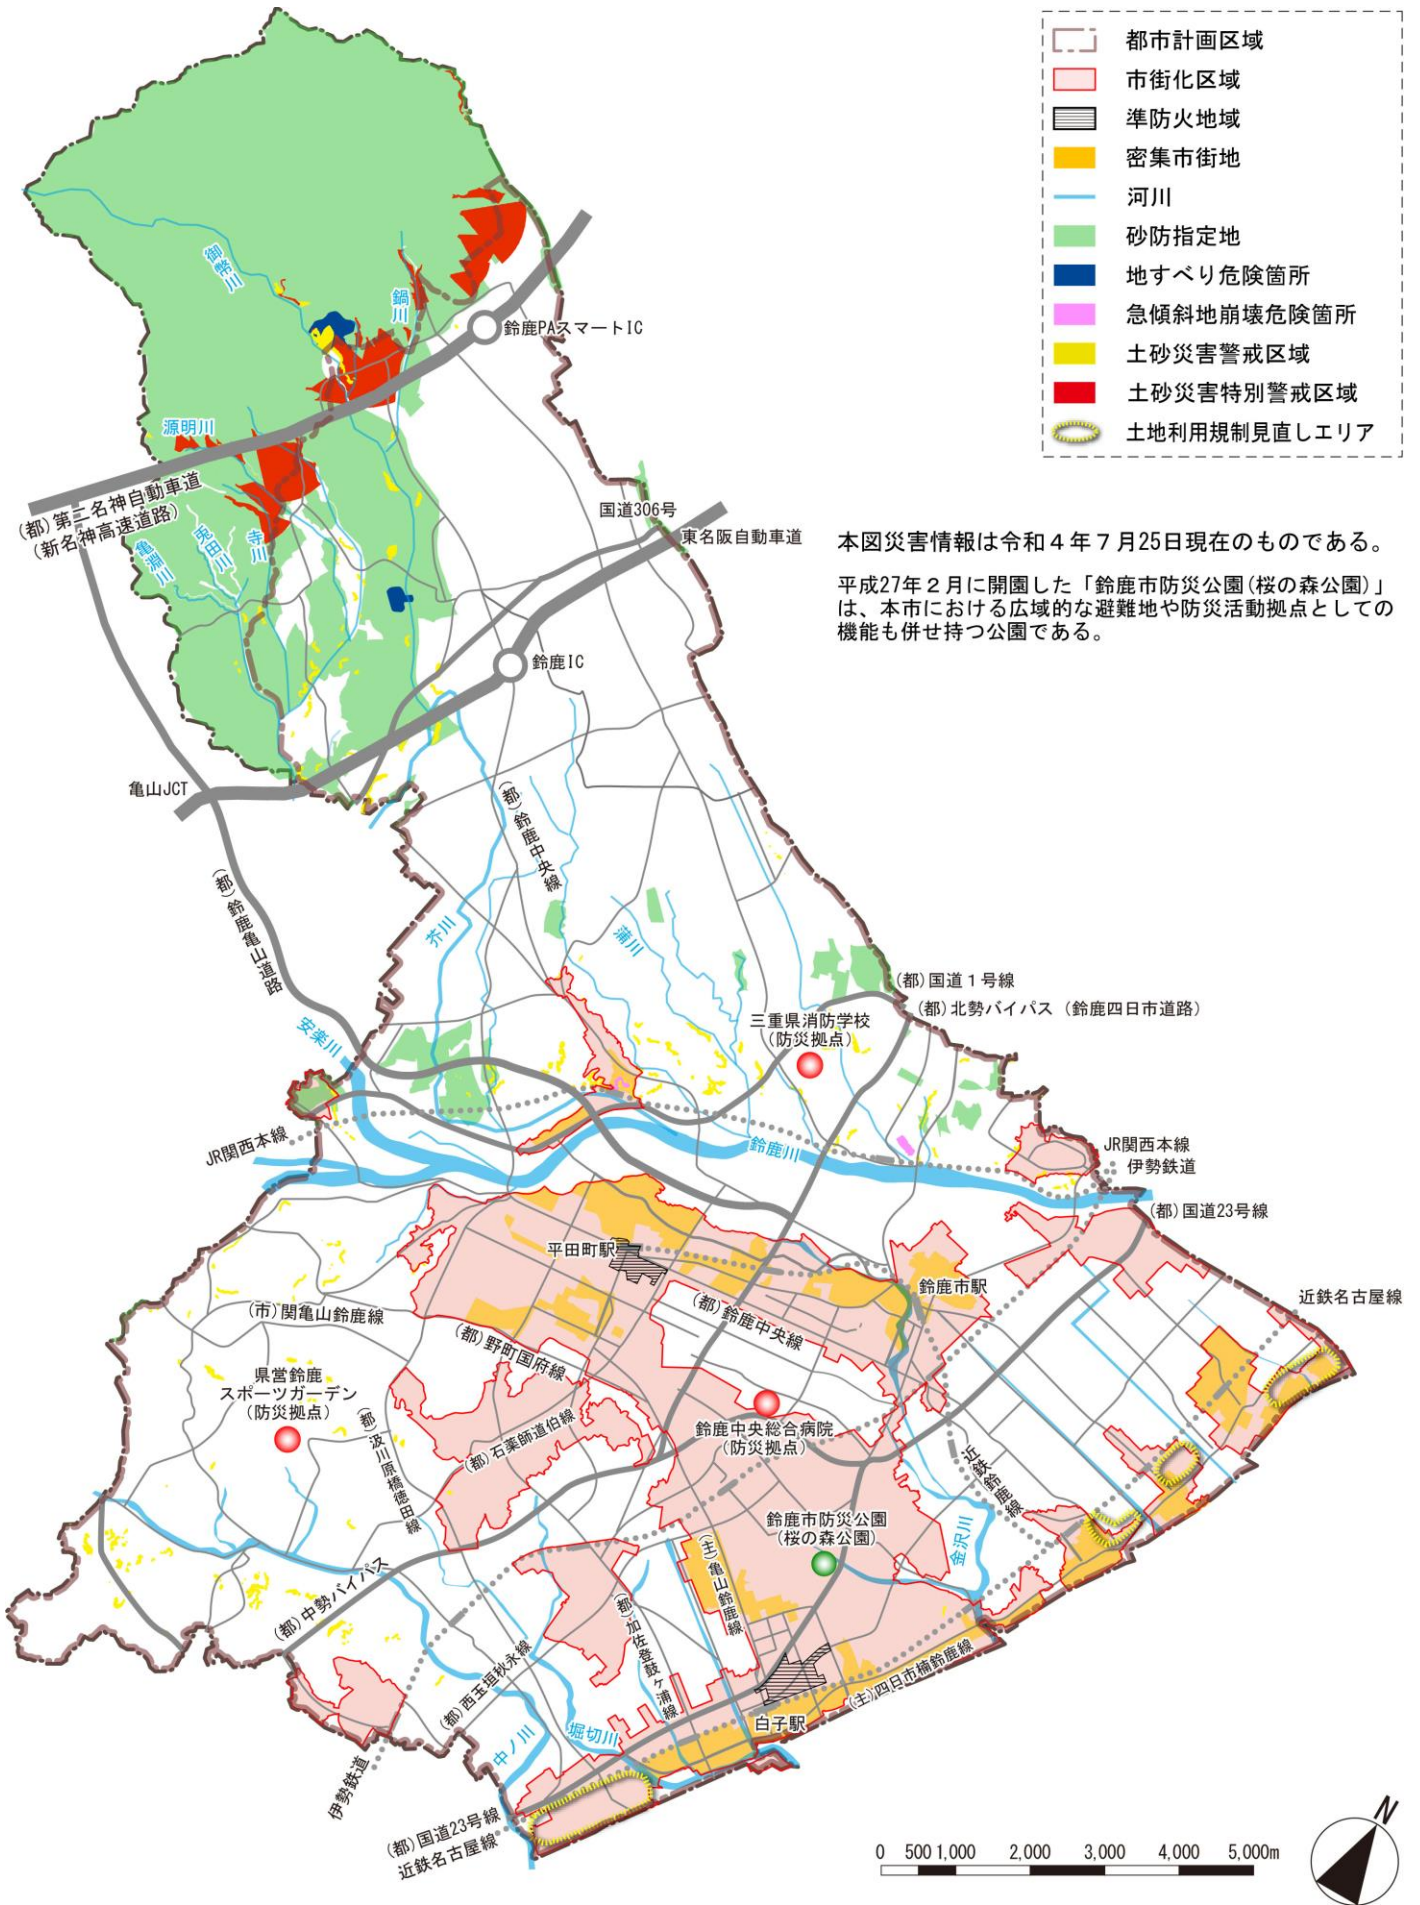 都市計画区域
市街化区域
準防火地域
密集市街地
河川
砂防指定地
地すべり危険箇所
急傾斜地崩壊危険箇所
土砂災害警戒区域
土砂災害特別警戒区域
土地利用規制見直しエリア
御幣川
鍋川
鈴鹿PAスマートIC
源明川
(都)第二名神自動車道
(新名神高速道路)
亀淵川
兎田川
寺川
国道306号
東名阪自動車道
本図災害情報は令和4年7月25日現在のものである。
平成27年2月に開園した「鈴鹿市防災公園(桜の森公園)」
は、本市における広域的な避難地や防災活動拠点としての
機能も併せ持つ公園である。
鈴鹿IC
亀山JCT
(都)鈴鹿中央線
(都)鈴鹿亀山道路
芥川
蒲川
(都)国道1号線
(都)北勢バイパス(鈴鹿四日市道路)
三重県消防学校
(防災拠点)
安楽川
JR関西本線
鈴鹿川
JR関西本線
伊勢鉄道
(都)国道23号線
平田町駅
鈴鹿市駅
近鉄名古屋線
(市)関亀山鈴鹿線
(都)鈴鹿中央線
(都)野町国府線
県営鈴鹿
スポーツガーデン
(防災拠点)
(都)汲川原橋徳田線
(都)石薬師道伯線
鈴鹿中央総合病院
(防災拠点)
近鉄鈴鹿線
鈴鹿市防災公園
(桜の森公園)
金沢川
(主)亀山鈴鹿線
(都)中勢バイパス
(都)加佐登鼓ヶ浦線
(都)西玉垣秋永線
(主)四日市楠鈴鹿線
白子駅
堀切川
中ノ川
伊勢鉄道
(都)国道23号線
近鉄名古屋線
0 500 1,000 2,000 3,000 4,000 5,000m
N